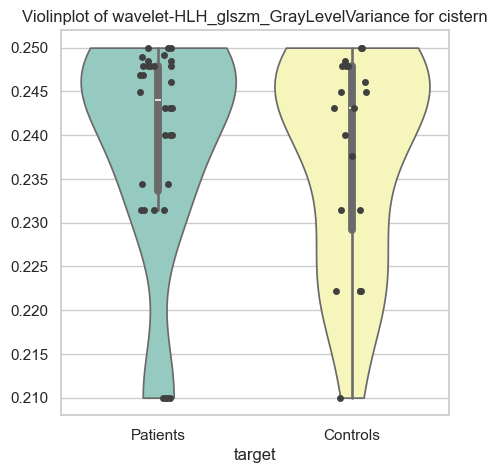 Violinplot of wavelet-HLH_glszm_GrayLevelVariance for cistern
0.250
0.245
0.240
0.235
0.230
0.225
0.220
0.215
0.210
Patients
Controls
target